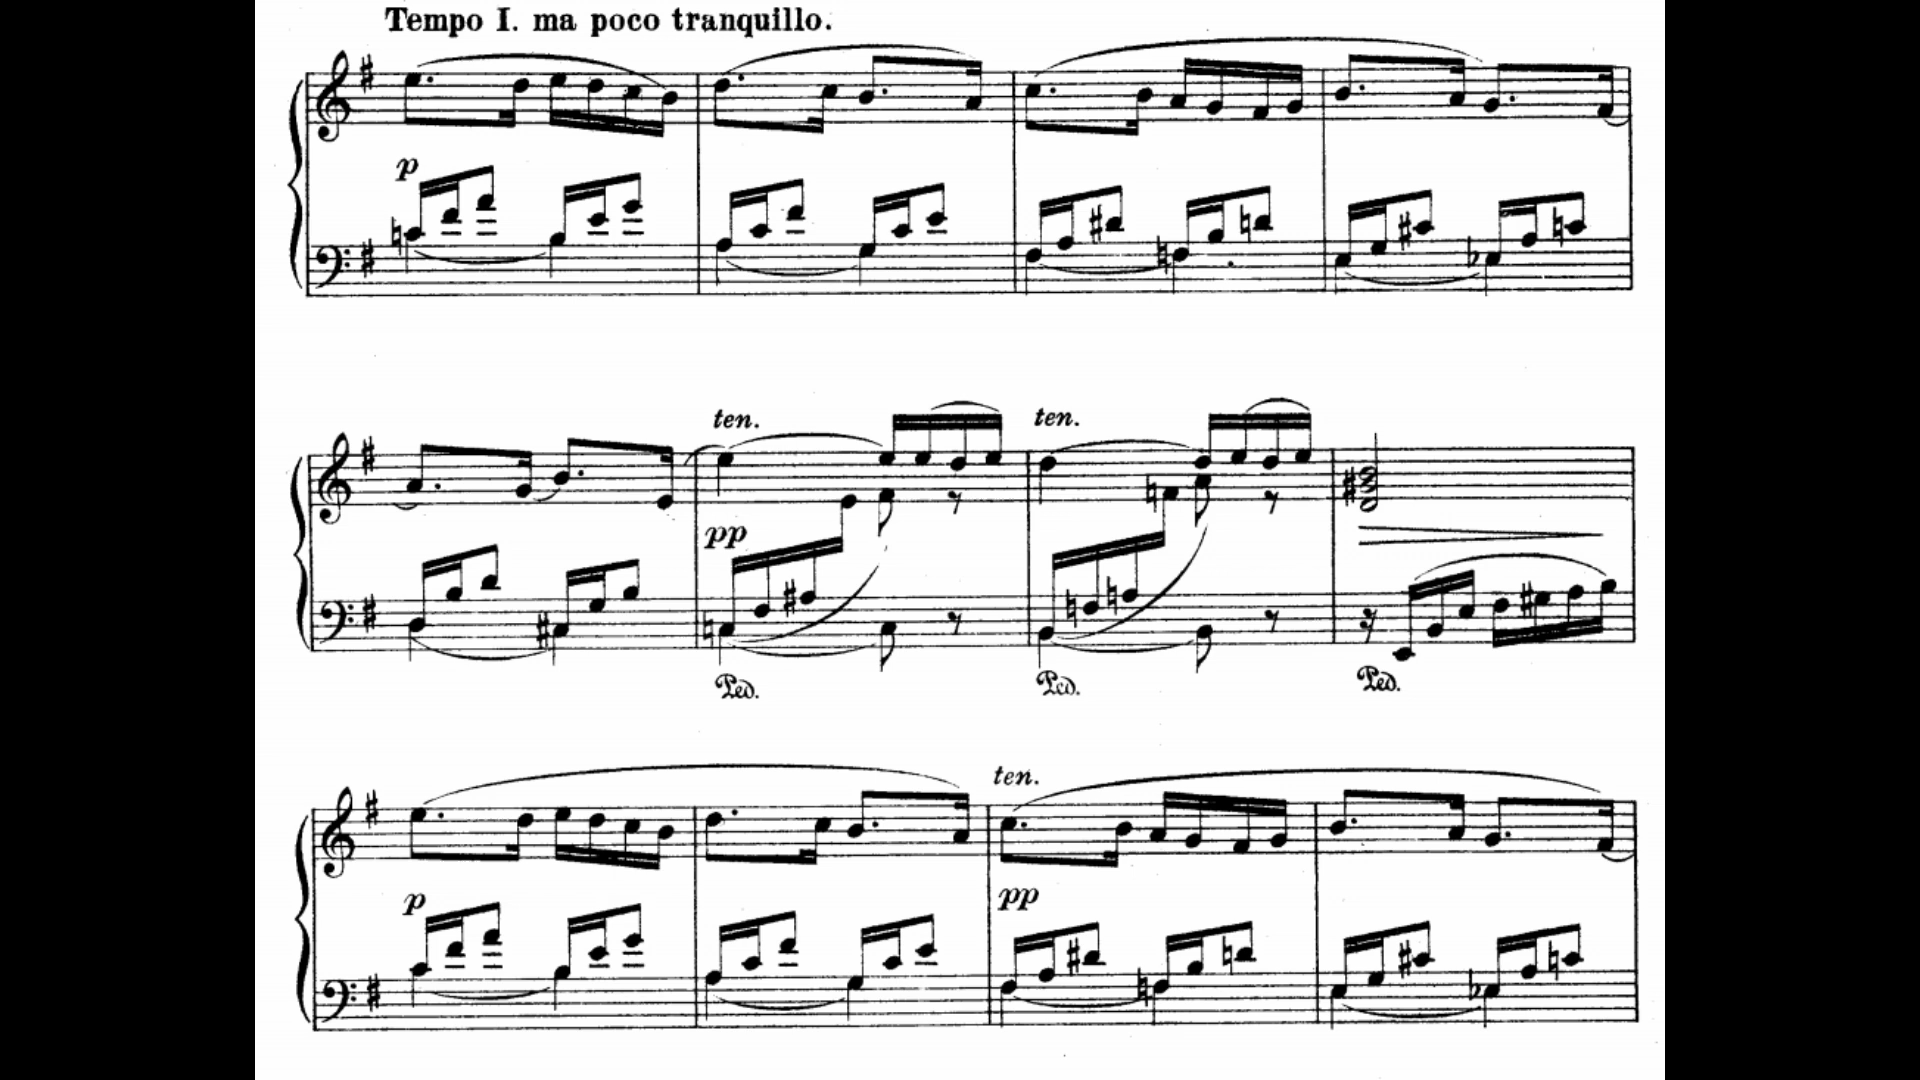 Tempo I. ma poco tranquillo.
p
ten. ten.
pp
Ped. Ped. Ped.
ten.
p pp